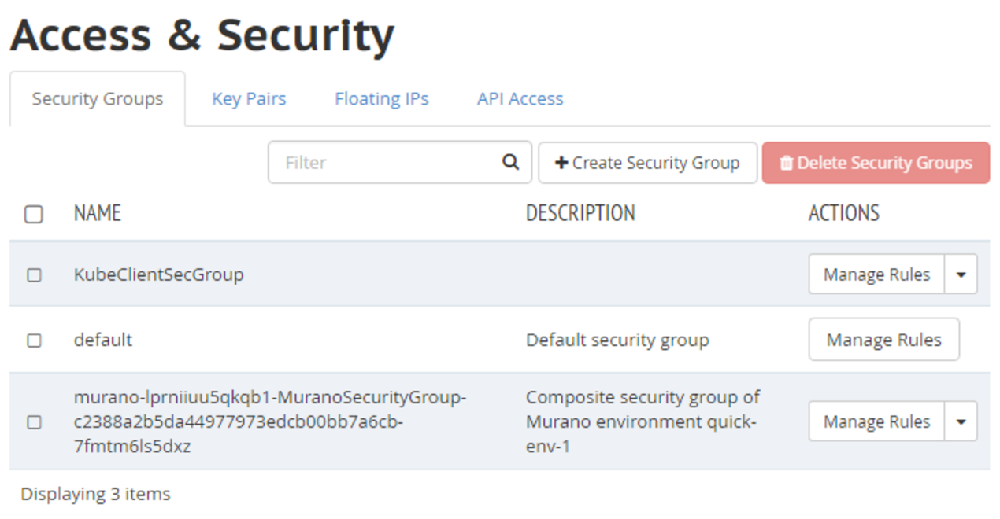 Access & Security
Security Groups Key Pairs Floating IPs API Access
Filter Create Security Group Delete Security Groups
NAME DESCRIPTION ACTIONS
KubeClientSecGroup Manage Rules
default Default security group Manage Rules
murano-lprniiuu5qkqb1-MuranoSecurityGroup- Composite security group of
c2388a2b5da44977973edcb00bb7a6cb- Murano environment quick- Manage Rules
7fmtm6ls5dxz env-1
Displaying 3 items